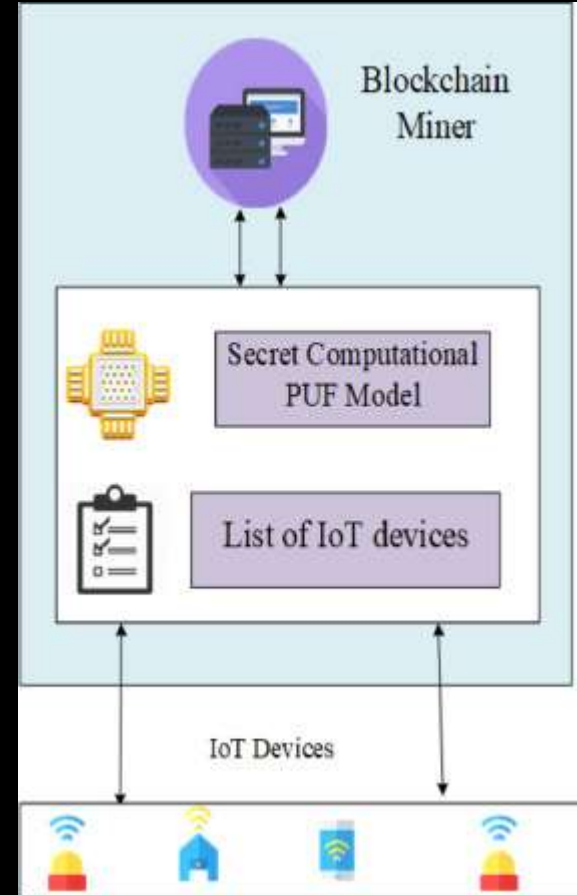 Blockchain
Miner
Secret Computational
PUF Model
List of IoT devices
IoT Devices